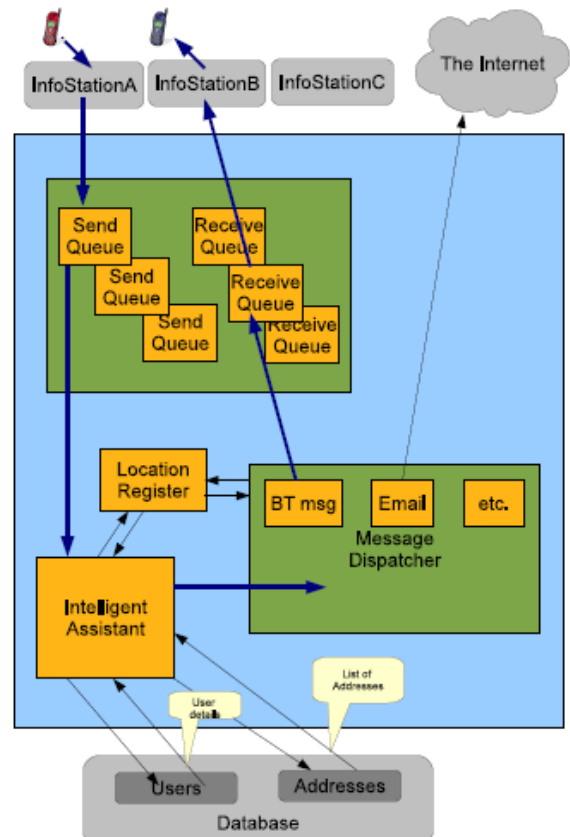 InfoStationA
InfoStationB
InfoStationC
The Internet
Send
Queue
Send
Queue
Send
Queue
Receive
Queue
Receive
Queue
Receive
Queue
Location
Register
BT msg
Email
etc.
Message
Dispatcher
Intelligent
Assistant
User
details
List of
Addresses
Users
Addresses
Database